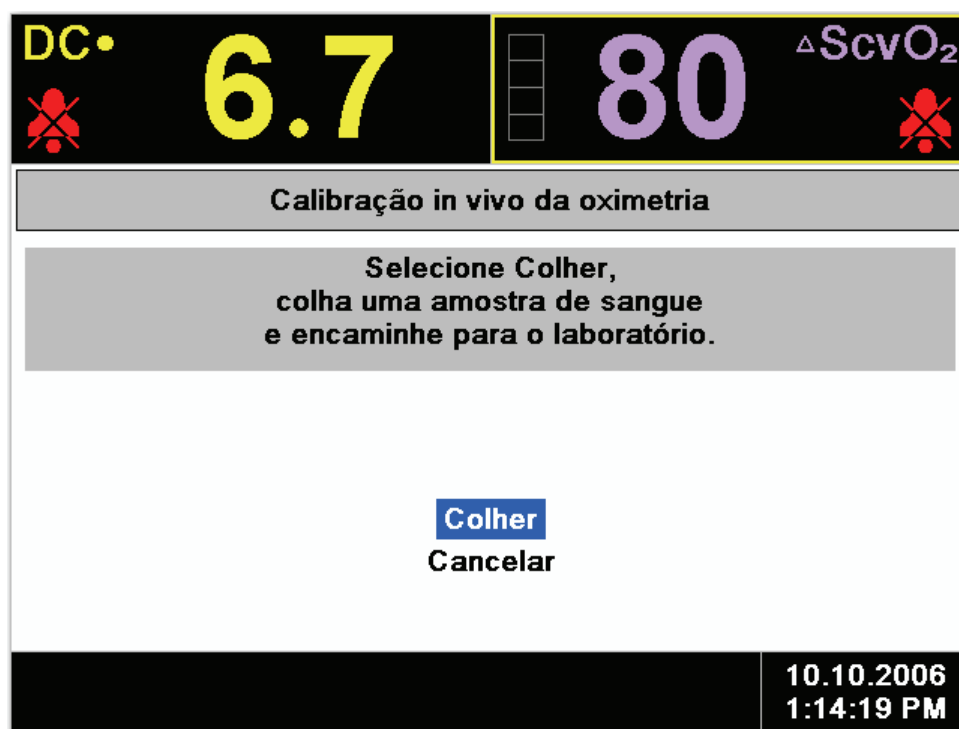 DC•
6.7
80
△ScvO₂
Calibração in vivo da oximetria
Selecione Colher,
colha uma amostra de sangue
e encaminhe para o laboratório.
Colher
Cancelar
10.10.2006
1:14:19 PM